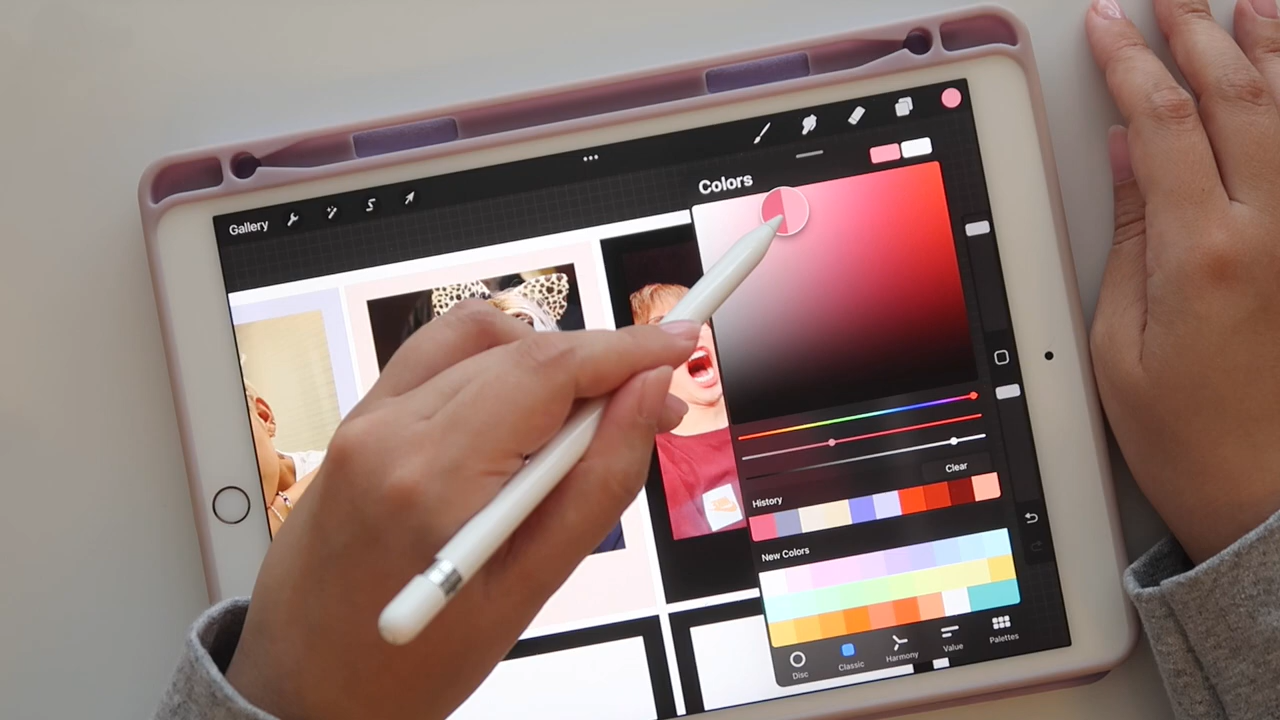 Gallery
Colors
Clear
History
New Colors
Disc
Classic
Harmony
Value
Palettes